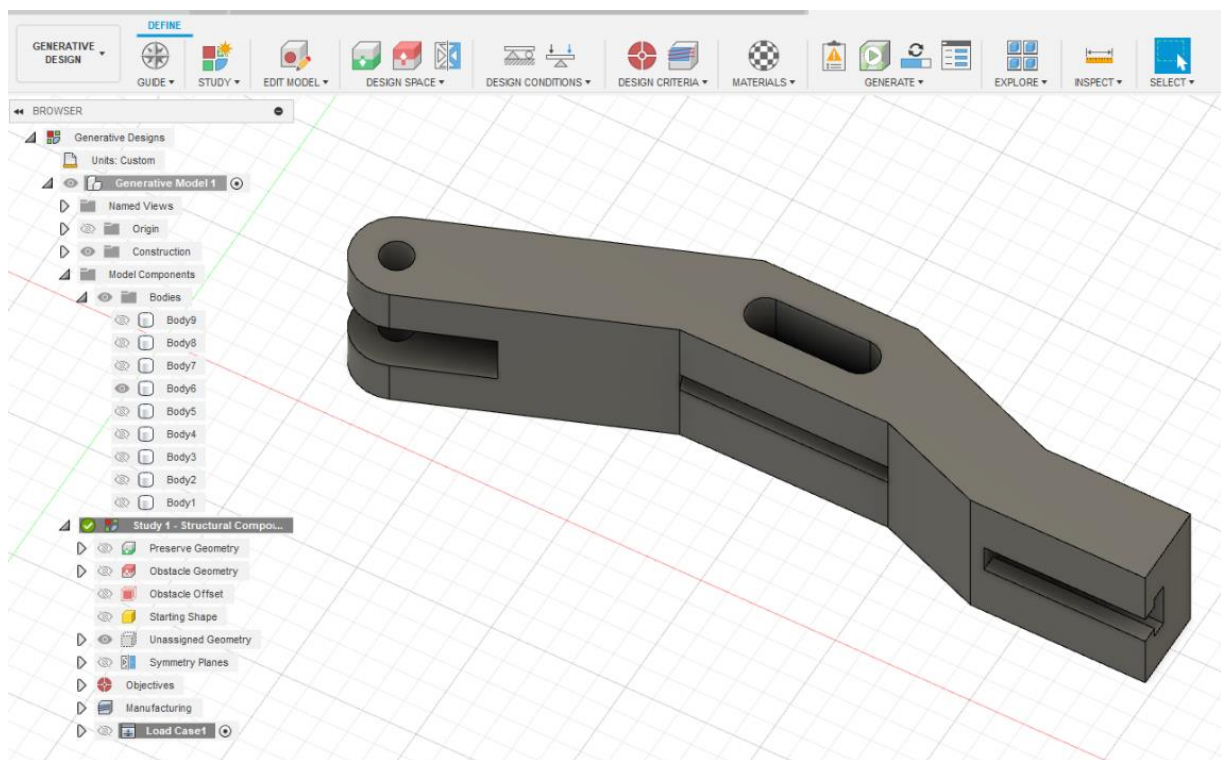 DEFINE
GENERATIVE DESIGN
GUIDE STUDY EDIT MODEL DESIGN SPACE DESIGN CONDITIONS DESIGN CRITERIA MATERIALS GENERATE EXPLORE INSPECT SELECT
BROWSER
Generative Designs
Units: Custom
Generative Model 1
Named Views
Origin
Construction
Model Components
Bodies
Body9
Body8
Body7
Body6
Body5
Body4
Body3
Body2
Body1
Study 1 - Structural Compo...
Preserve Geometry
Obstacle Geometry
Obstacle Offset
Starting Shape
Unassigned Geometry
Symmetry Planes
Objectives
Manufacturing
Load Case1